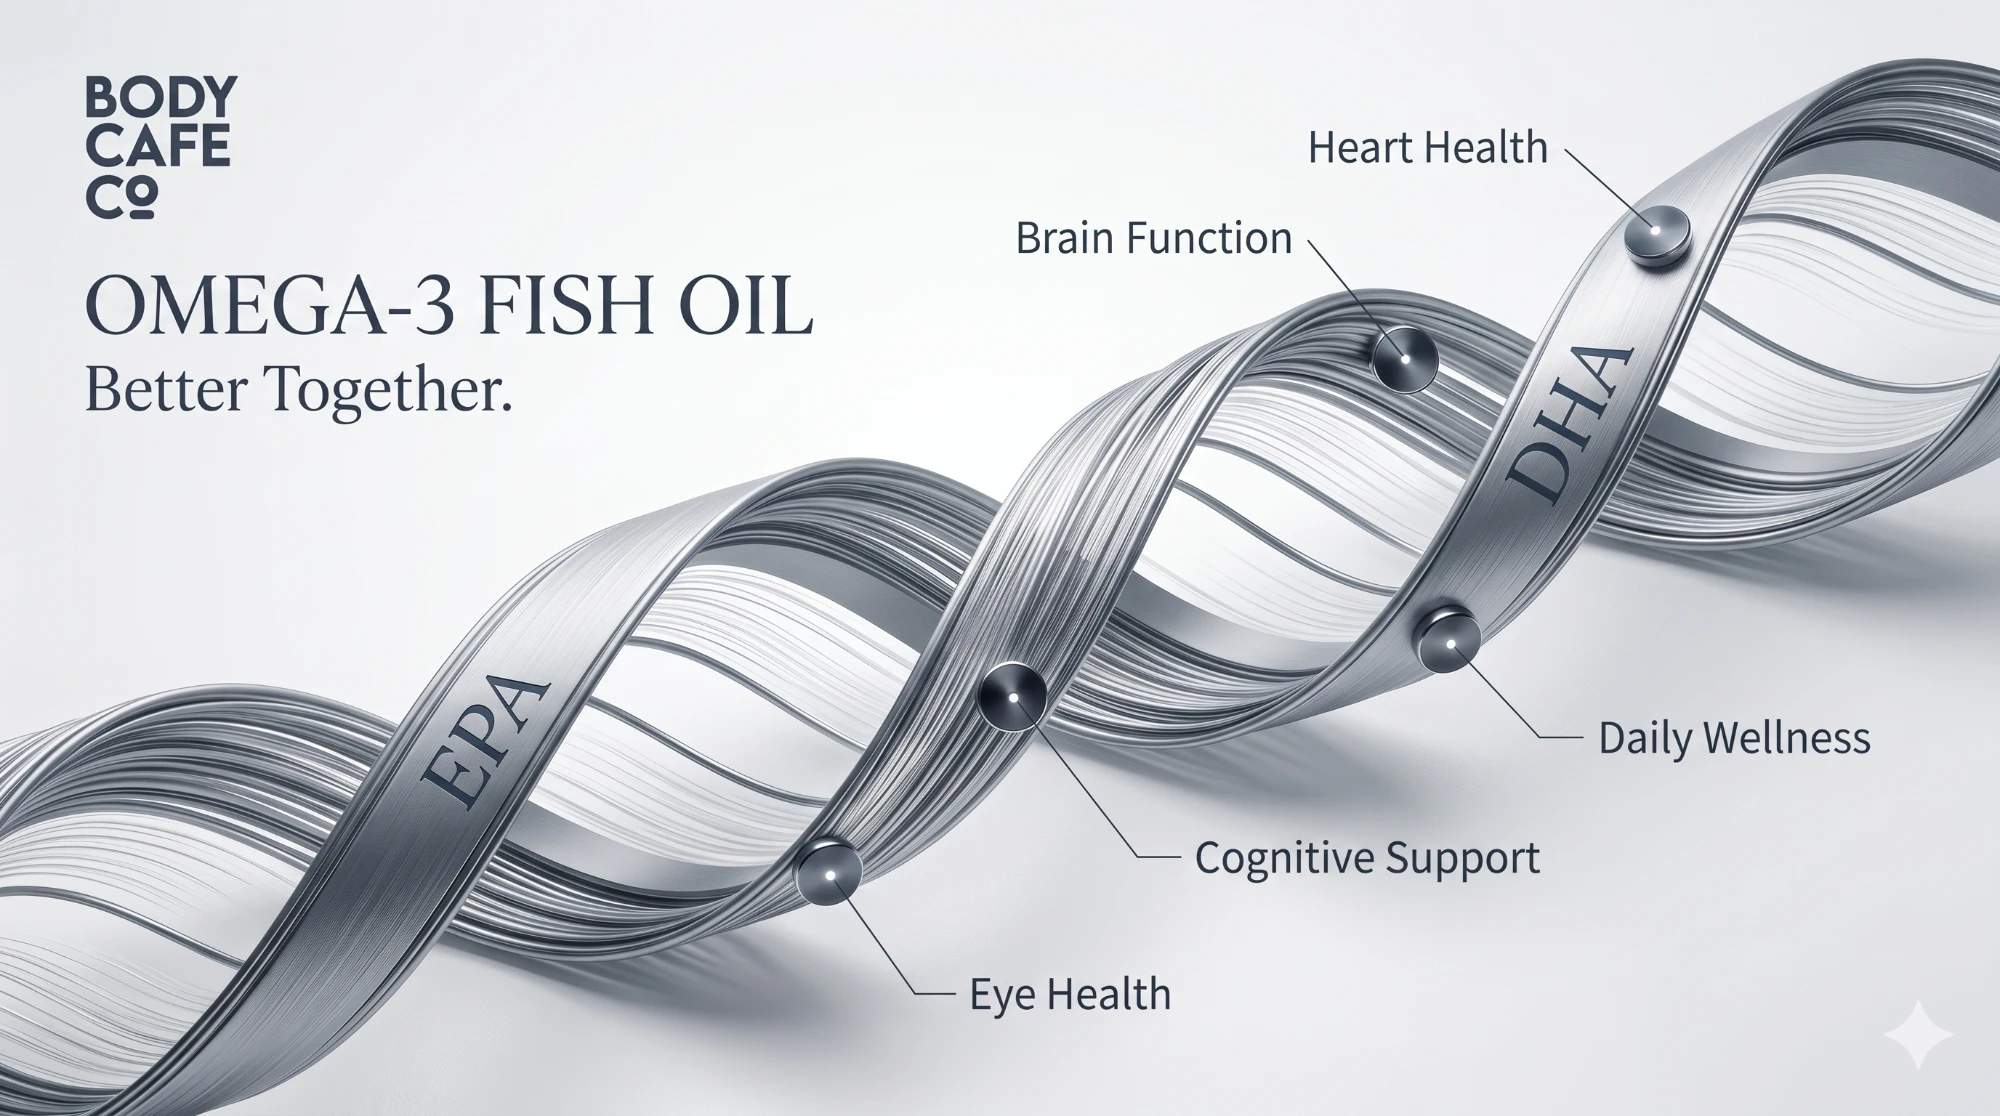 BODY
CAFE
Cº
OMEGA-3 FISH OIL
Better Together.
Heart Health
Brain Function
DHA
EPA
Daily Wellness
Cognitive Support
Eye Health